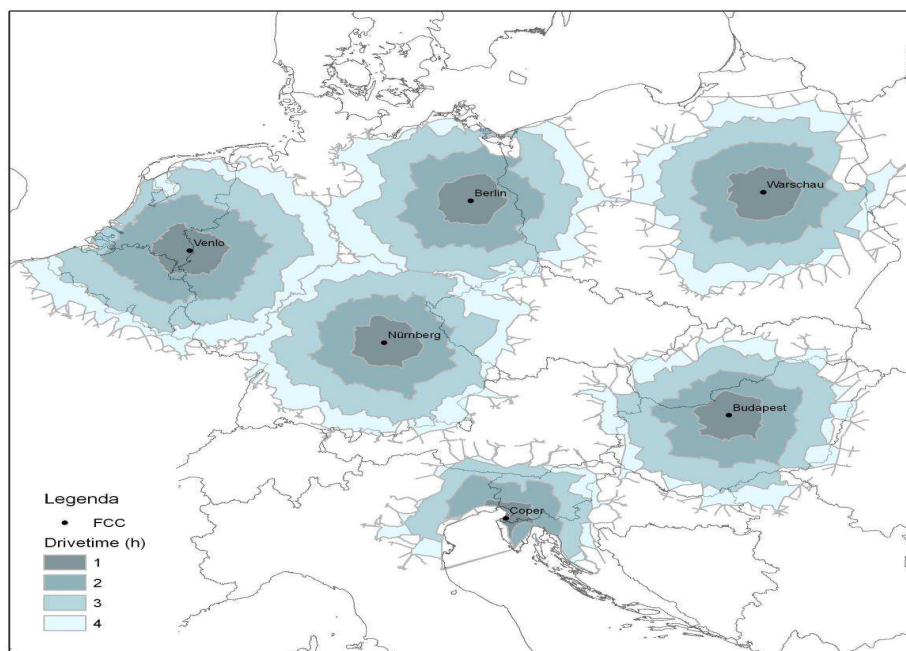 Berlin
Warschau
Venlo
Nürnberg
Budapest
Coper
Legenda
FCC
Drivetime (h)
1
2
3
4